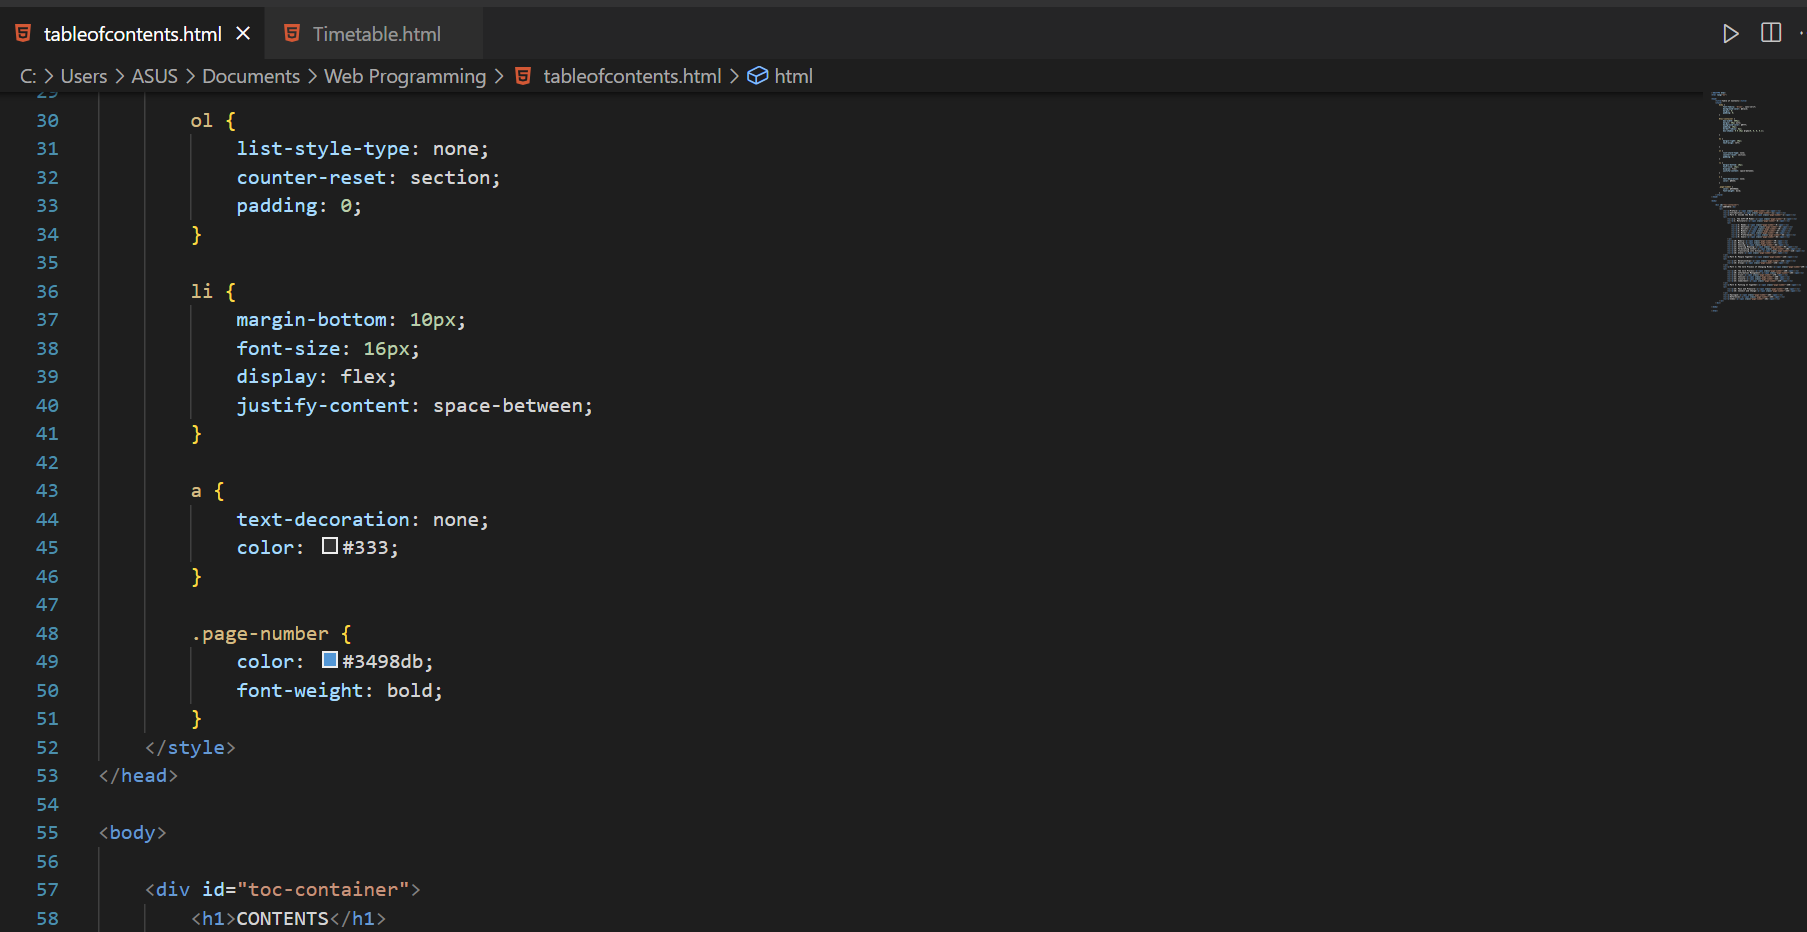 tableofcontents.html
Timetable.html
C: > Users > ASUS > Documents > Web Programming > tableofcontents.html > html
29
30 ol {
31 list-style-type: none;
32 counter-reset: section;
33 padding: 0;
34 }
35
36 li {
37 margin-bottom: 10px;
38 font-size: 16px;
39 display: flex;
40 justify-content: space-between;
41 }
42
43 a {
44 text-decoration: none;
45 color: #333;
46 }
47
48 .page-number {
49 color: #3498db;
50 font-weight: bold;
51 }
52 </style>
53 </head>
54
55 <body>
56
57 <div id="toc-container">
58 <h1>CONTENTS</h1>